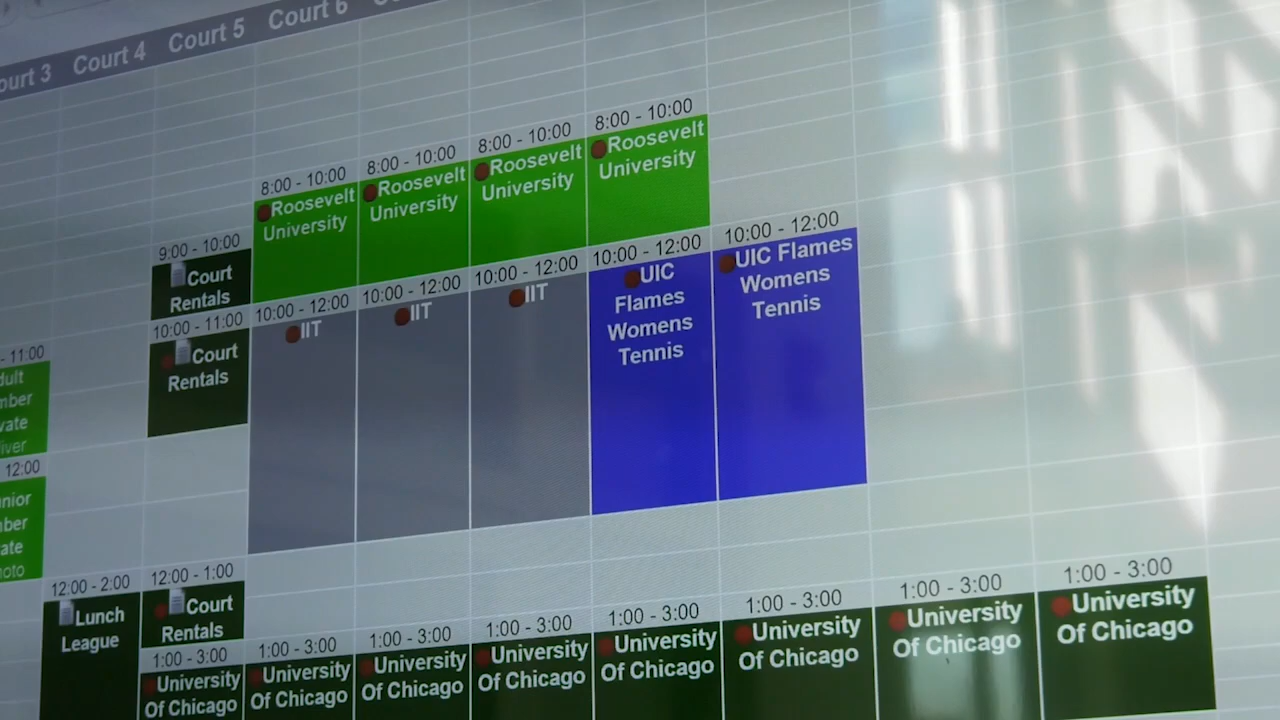 Court 4
Court 5
Court 6
8:00 - 10:00
Roosevelt
University
8:00 - 10:00
Roosevelt
University
8:00 - 10:00
Roosevelt
University
8:00 - 10:00
Roosevelt
University
9:00 - 10:00
Court
Rentals
10:00 - 11:00
Court
Rentals
10:00 - 12:00
IIT
10:00 - 12:00
IIT
10:00 - 12:00
IIT
10:00 - 12:00
UIC
Flames
Womens
Tennis
10:00 - 12:00
UIC Flames
Womens
Tennis
- 11:00
12:00
12:00 - 2:00
Lunch
League
12:00 - 1:00
Court
Rentals
1:00 - 3:00
University
Of Chicago
1:00 - 3:00
University
Of Chicago
1:00 - 3:00
University
Of Chicago
1:00 - 3:00
University
Of Chicago
1:00 - 3:00
University
Of Chicago
1:00 - 3:00
University
Of Chicago
1:00 - 3:00
University
Of Chicago
1:00 - 3:00
University
Of Chicago